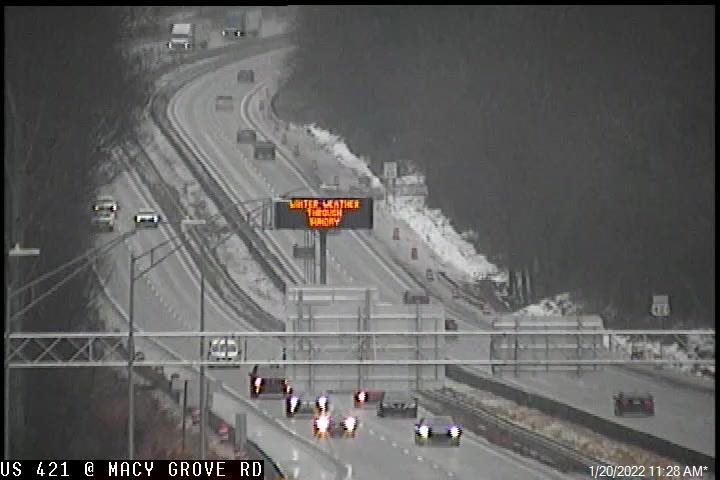 WINTER WEATHER
THROUGH
SUNDAY
US 421 @ MACY GROVE RD
1/20/2022 11:28 AM*